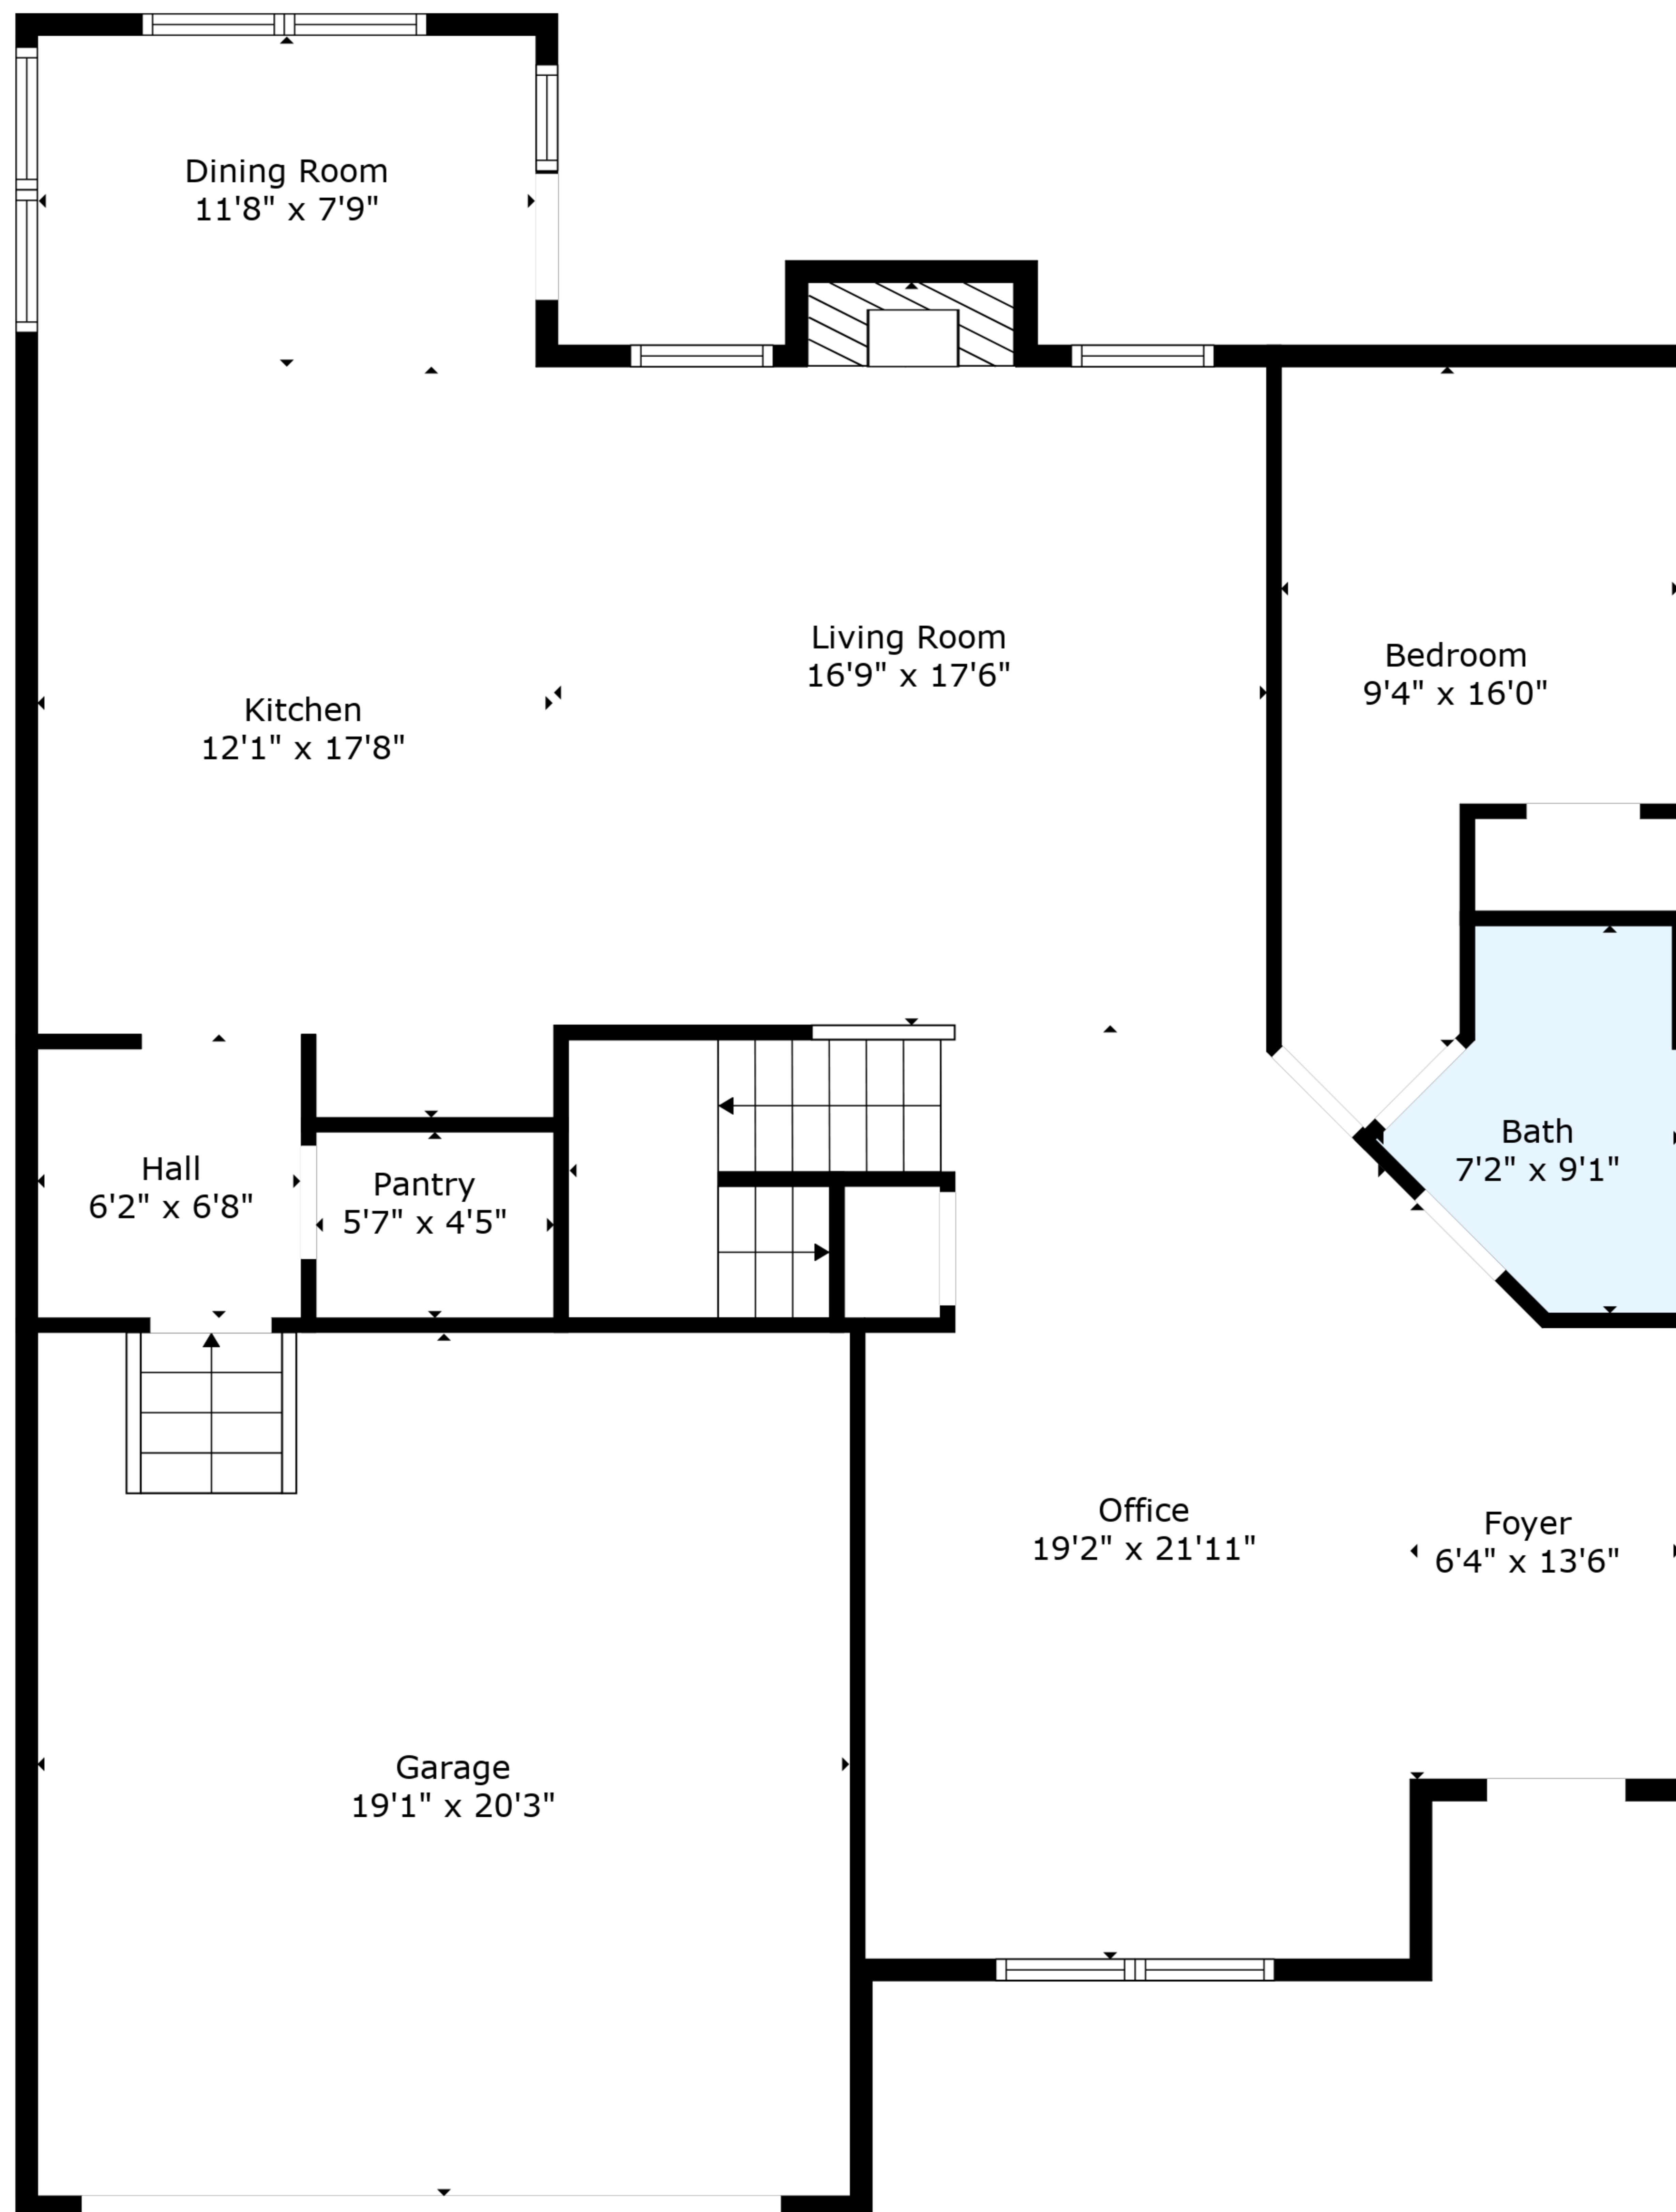 Dining Room
11'8" x 7'9"
Living Room
16'9" x 17'6"
Bedroom
9'4" x 16'0"
Kitchen
12'1" x 17'8"
Bath
7'2" x 9'1"
Hall
6'2" x 6'8"
Pantry
5'7" x 4'5"
Office
19'2" x 21'11"
Foyer
6'4" x 13'6"
Garage
19'1" x 20'3"